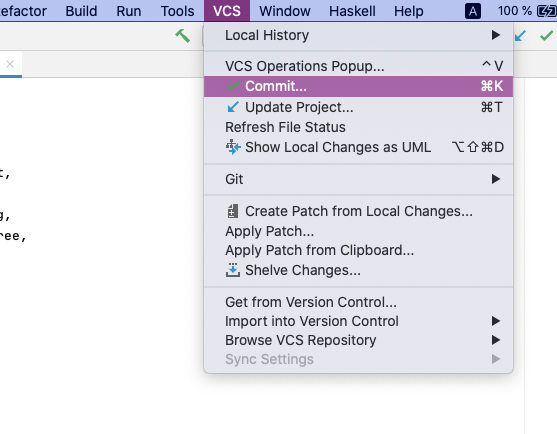 efactor Build Run Tools VCS Window Haskell Help A 100 %
Local History
VCS Operations Popup... ^ V
Commit... ⌘K
Update Project... ⌘T
Refresh File Status
Show Local Changes as UML ⌥⇧⌘D
t,
Git
Create Patch from Local Changes...
g,
Apply Patch...
ree,
Apply Patch from Clipboard...
Shelve Changes...
Get from Version Control...
Import into Version Control
Browse VCS Repository
Sync Settings